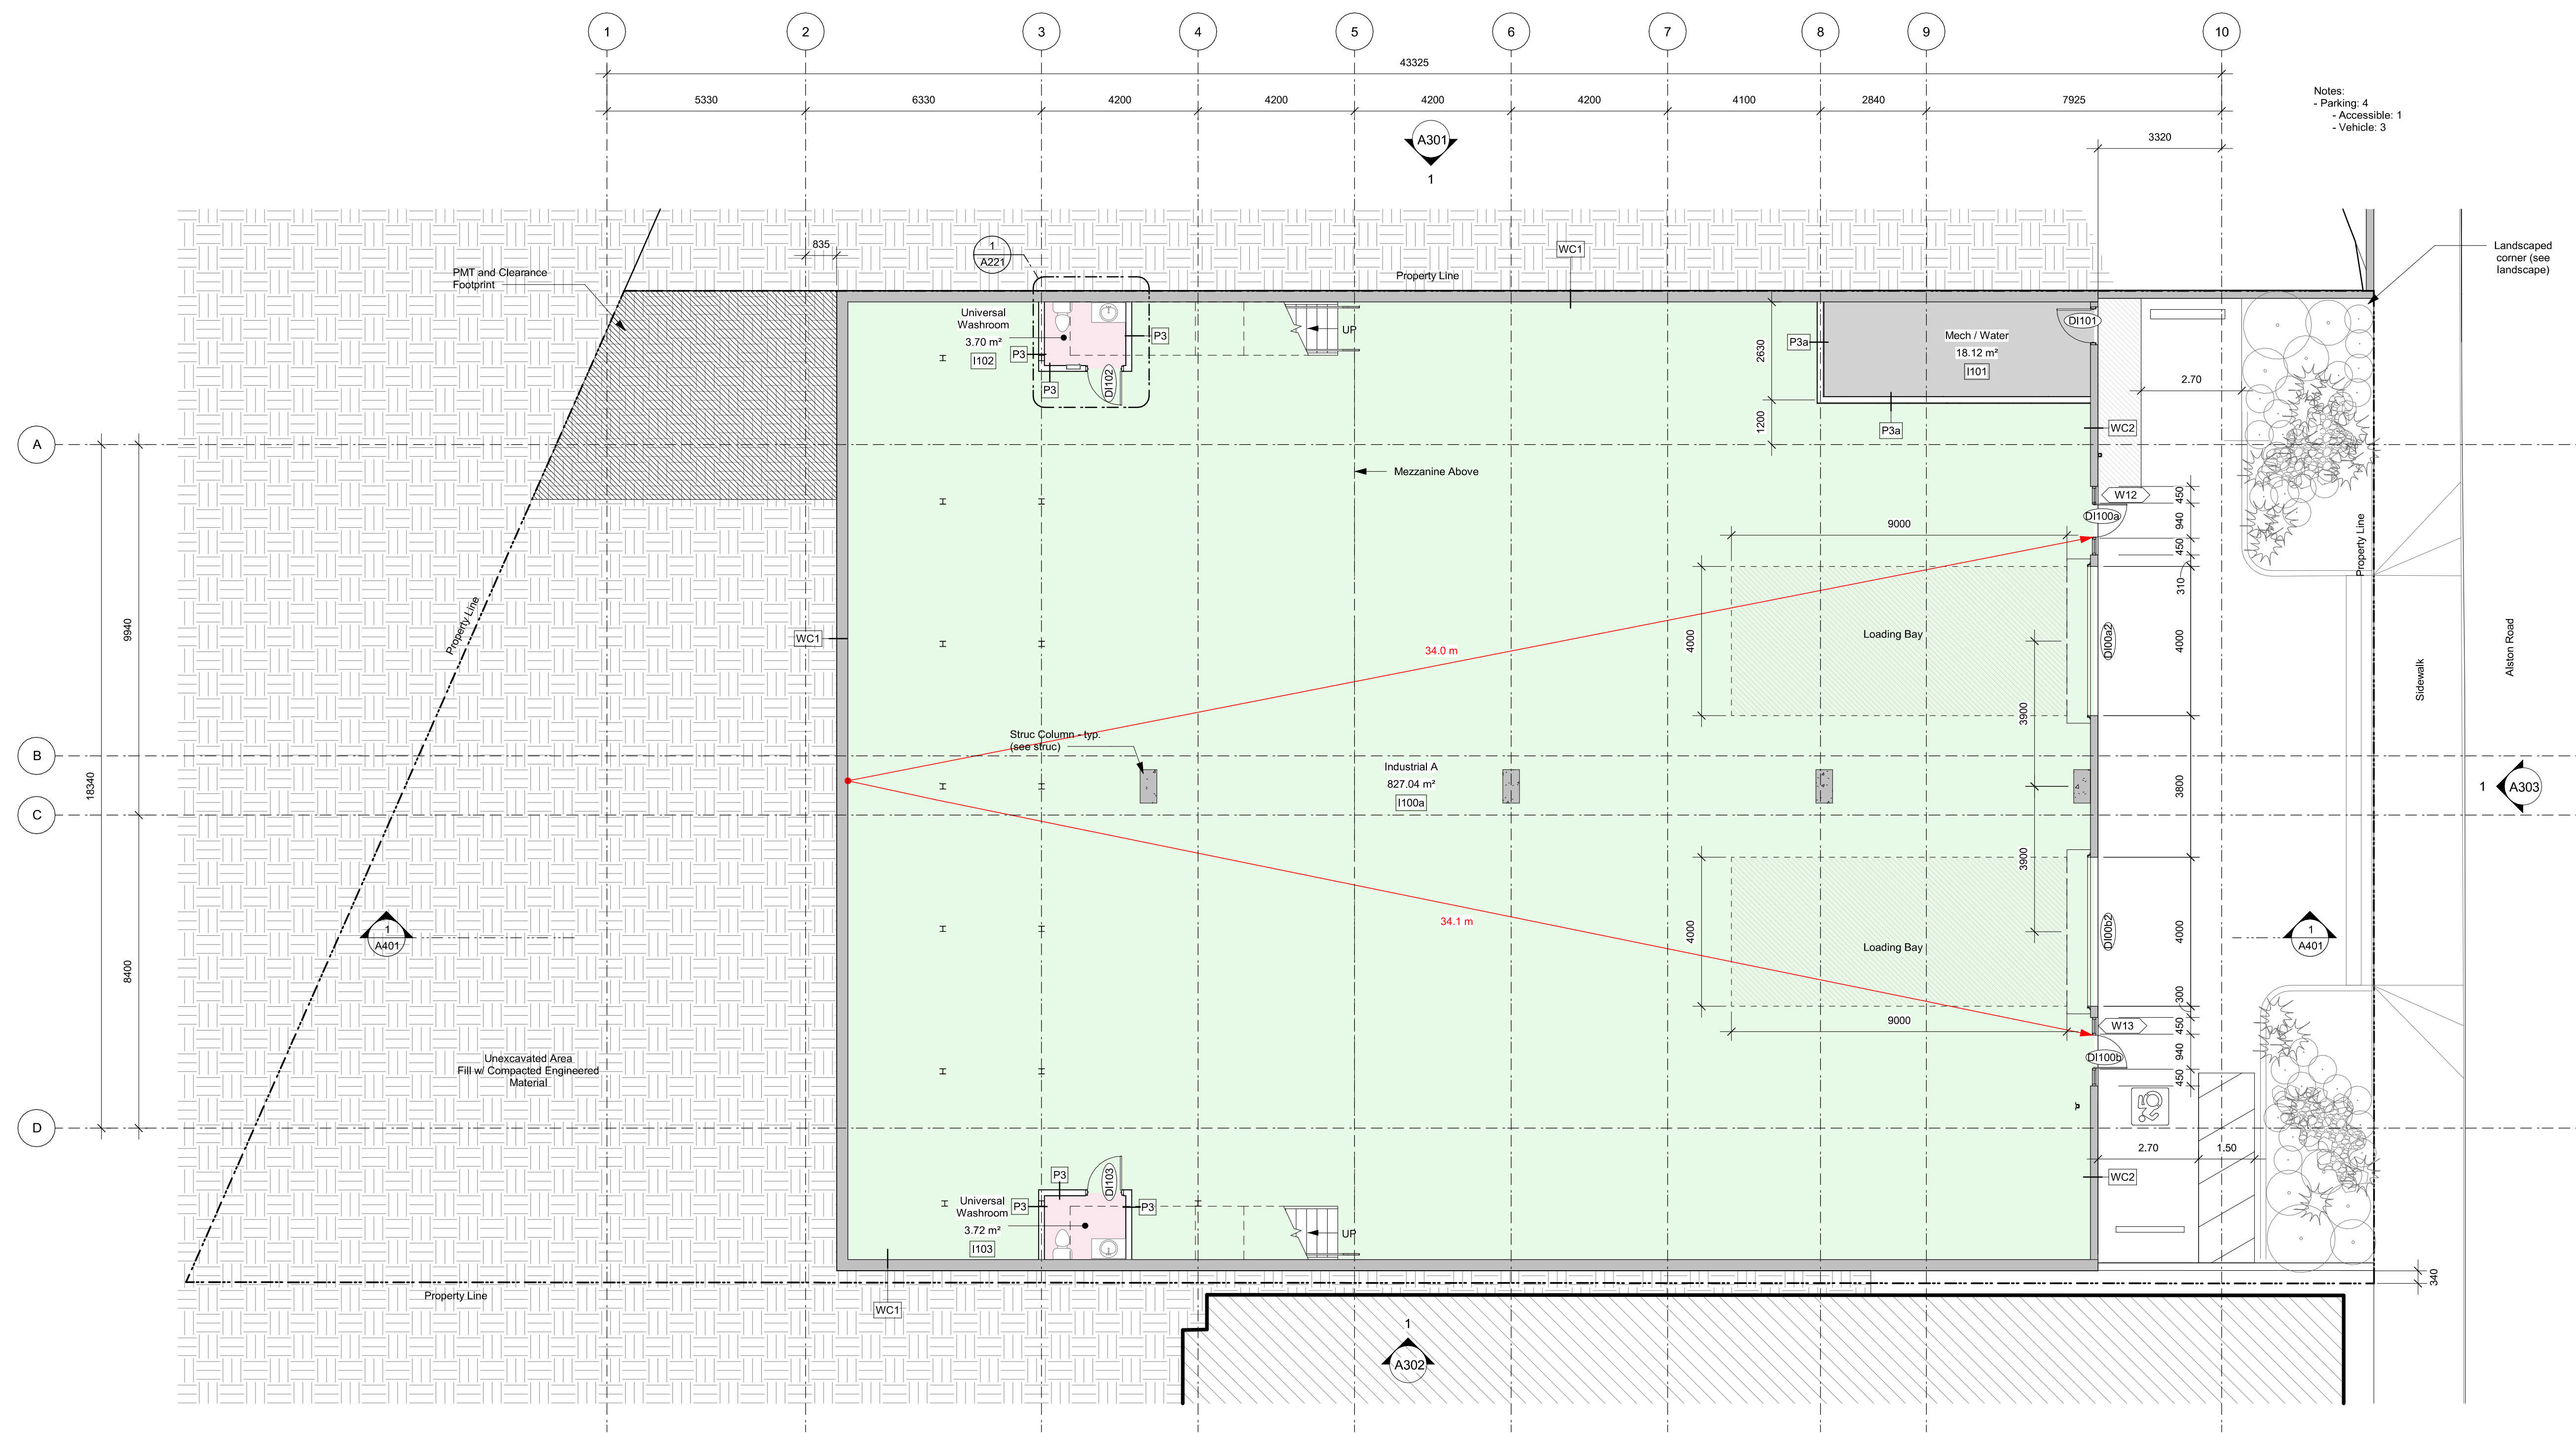 1 2 3 4 5 6 7 8 9 10
43325
5330 6330 4200 4200 4200 4200 4100 2840 7925
Notes:
- Parking: 4
- Accessible: 1
- Vehicle: 3
3320
A301
1
835
1
A221
WC1
Property Line
Landscaped
corner (see
landscape)
PMT and Clearance
Footprint
Universal
Washroom
3.70 m²
I102
P3
P3
P3
DI102
UP
2630
P3a
Mech / Water
18.12 m²
I101
DI101
2.70
1200
P3a
WC2
A
Mezzanine Above
W12
450
DI100a
940
450
9000
310
Property Line
Property Line
9940
WC1
4000
Loading Bay
DI00a2
4000
34.0 m
Sidewalk
Alston Road
3900
Struc Column - typ.
(see struc)
B
18340
Industrial A
827.04 m²
I100a
3800
1
A303
C
3900
34.1 m
4000
Loading Bay
DI00b2
4000
1
A401
1
A401
8400
300
9000
450
W13
940
DI100b
450
Unexcavated Area
Fill w/ Compacted Engineered
Material
D
2.70
1.50
WC2
P3
DI103
Universal
Washroom
3.72 m²
I103
P3
P3
UP
340
Property Line
WC1
1
A302